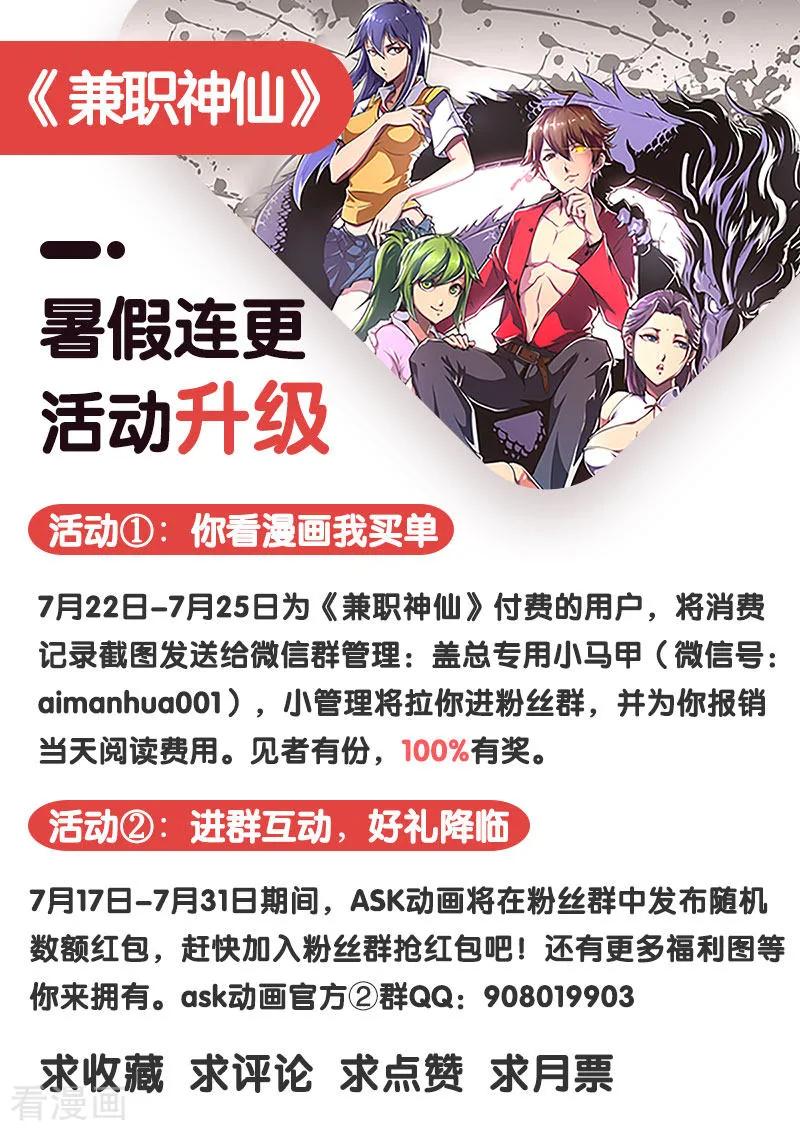 《兼职神仙》
暑假连更
活动升级
活动①：你看漫画我买单
7月22日-7月25日为《兼职神仙》付费的用户，将消费
记录截图发送给微信群管理：盖总专用小马甲（微信号：
aimanhua001），小管理将拉你进粉丝群，并为你报销
当天阅读费用。见者有份，100%有奖。
活动②：进群互动，好礼降临
7月17日-7月31日期间，ASK动画将在粉丝群中发布随机
数额红包，赶快加入粉丝群抢红包吧！还有更多福利图等
你来拥有。ask动画官方②群QQ：908019903
求收藏 求评论 求点赞 求月票
看漫画